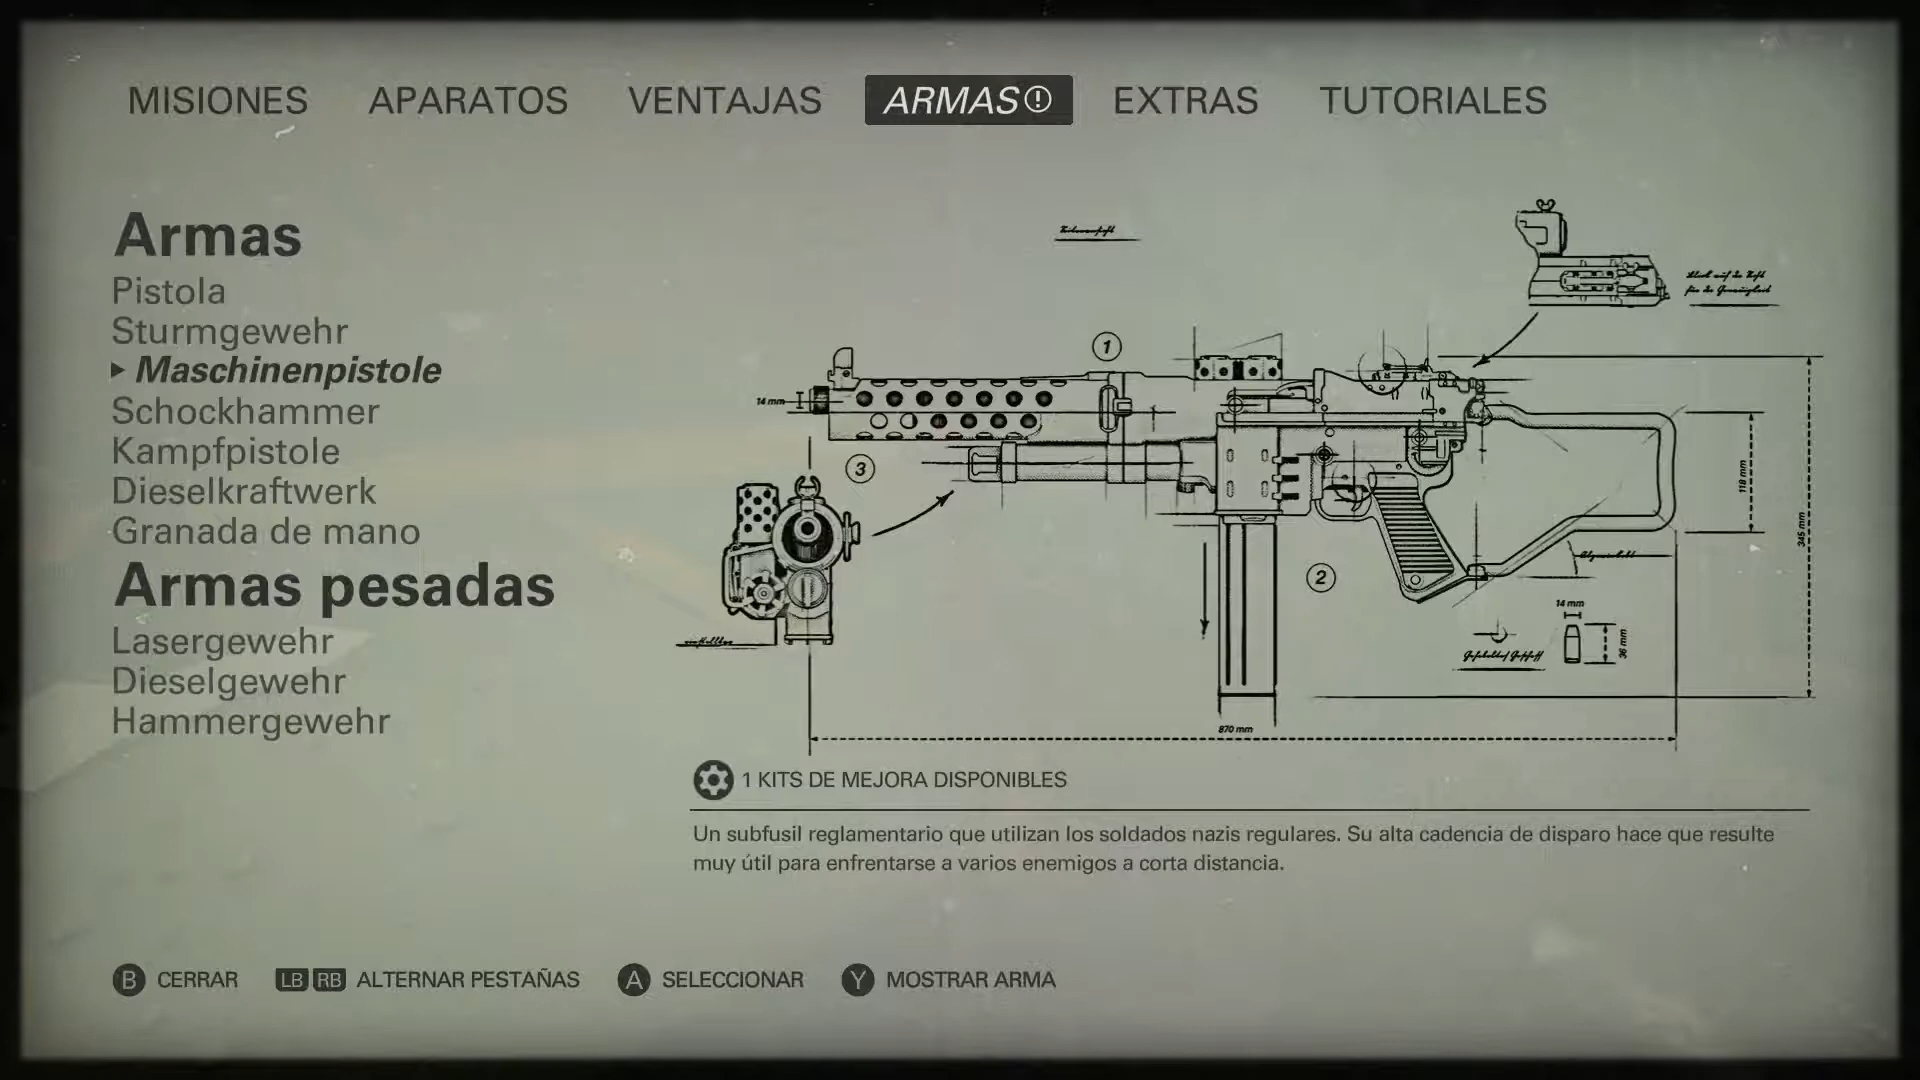 MISIONES APARATOS VENTAJAS ARMAS! EXTRAS TUTORIALES
Armas
Pistola
Sturmgewehr
Maschinenpistole
Schockhammer
Kampfpistole
Dieselkraftwerk
Granada de mano
Armas pesadas
Lasergewehr
Dieselgewehr
Hammergewehr
1
14 mm
3
2
118 mm
345 mm
14 mm
36 mm
870 mm
1 KITS DE MEJORA DISPONIBLES
Un subfusil reglamentario que utilizan los soldados nazis regulares. Su alta cadencia de disparo hace que resulte
muy útil para enfrentarse a varios enemigos a corta distancia.
B CERRAR LB RB ALTERNAR PESTAÑAS A SELECCIONAR Y MOSTRAR ARMA